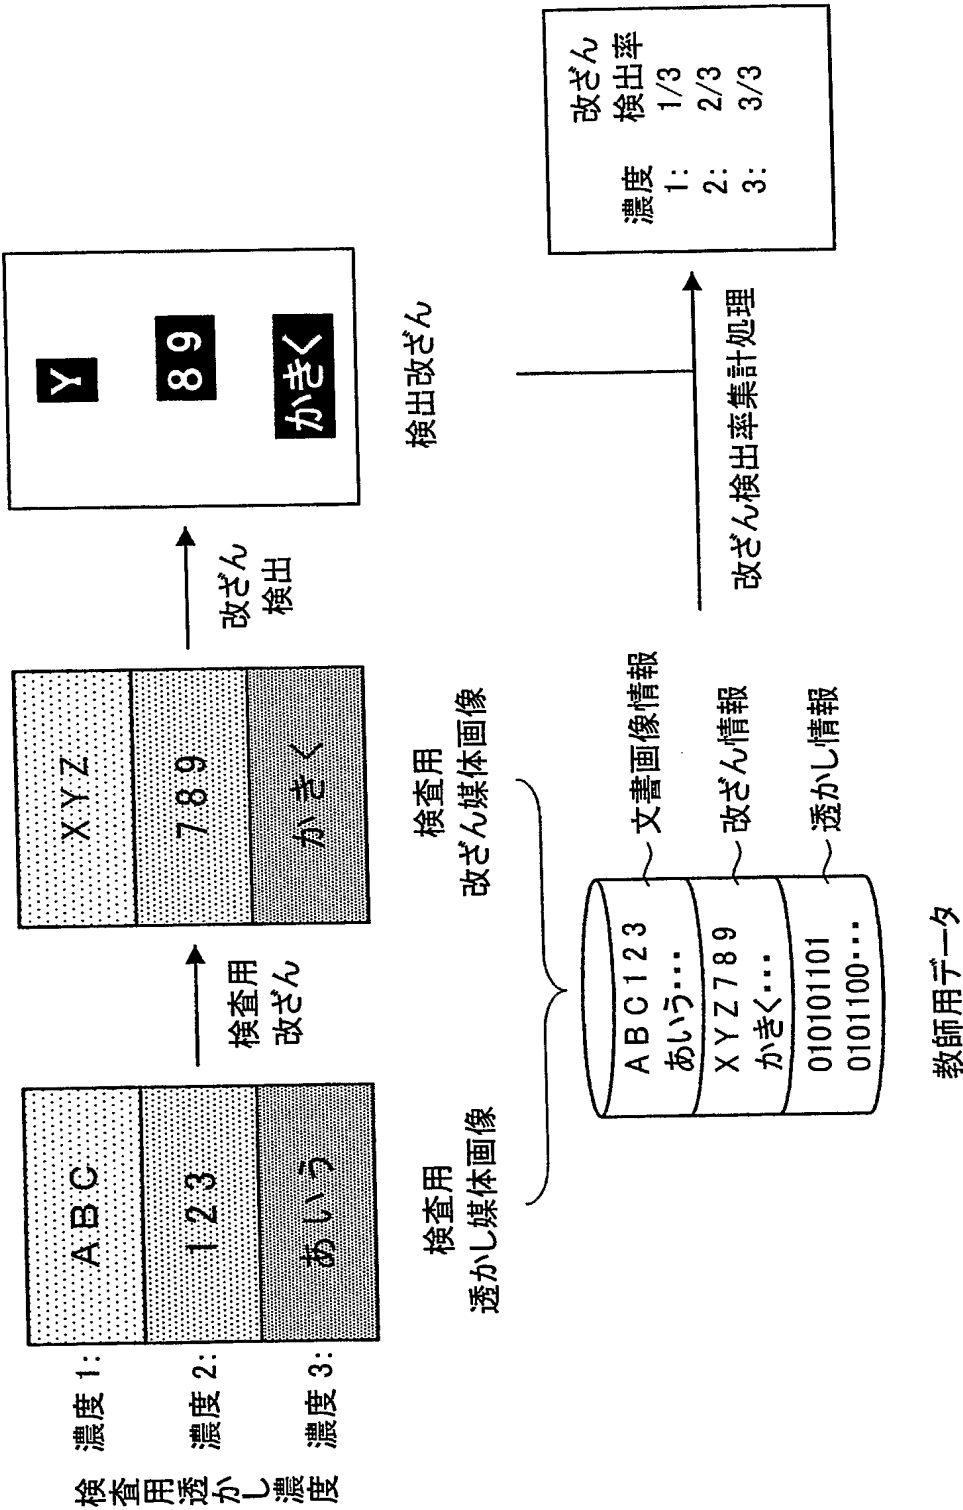 検査用透かし濃度
濃度 1:
濃度 2:
濃度 3:
ＡＢＣ
１２３
あいう
検査用
透かし媒体画像
検査用
改ざん
ＸＹＺ
７８９
かきく
検査用
改ざん媒体画像
改ざん
検出
Ｙ
８９
かきく
検出改ざん
ＡＢＣ１２３
あいう･･･
ＸＹＺ７８９
かきく･･･
010101101
0101100･･･
文書画像情報
改ざん情報
透かし情報
教師用データ
改ざん検出率集計処理
濃度
改ざん
検出率
1: 1/3
2: 2/3
3: 3/3